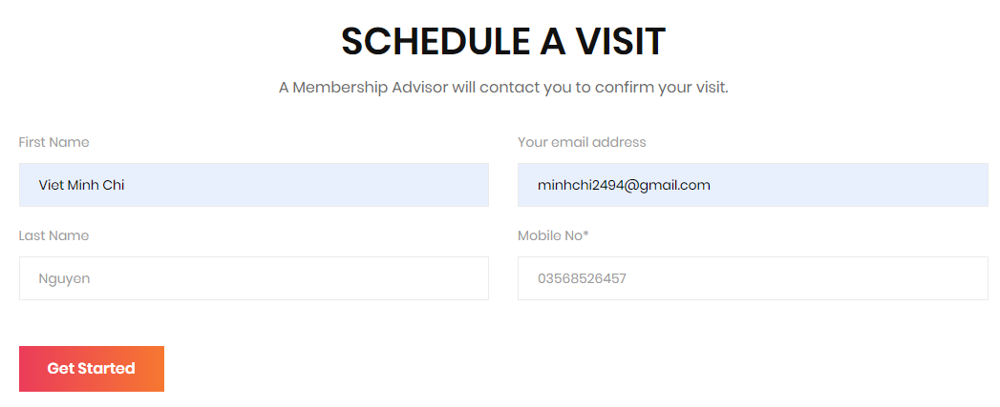 SCHEDULE A VISIT
A Membership Advisor will contact you to confirm your visit.
First Name
Your email address
Viet Minh Chi
minhchi2494@gmail.com
Last Name
Mobile No*
Nguyen
03568526457
Get Started